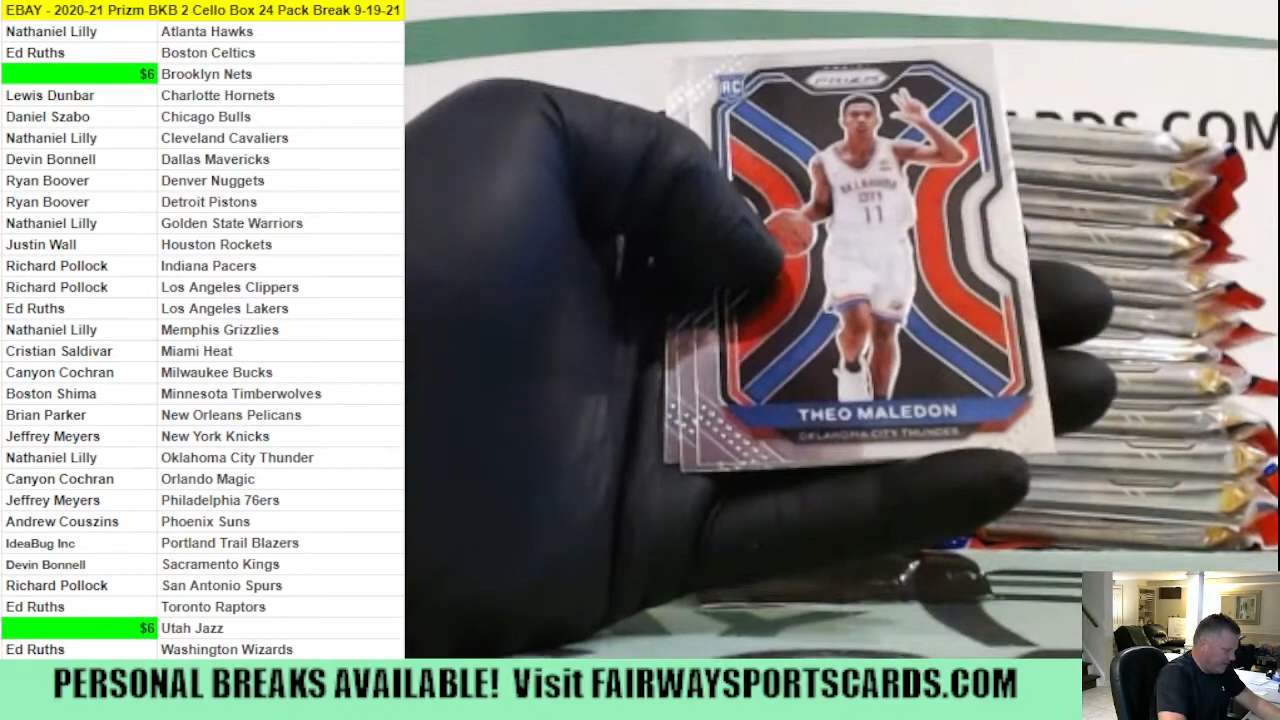 EBAY - 2020-21 Prizm BKB 2 Cello Box 24 Pack Break 9-19-21
Nathaniel Lilly Atlanta Hawks
Ed Ruths Boston Celtics
$6 Brooklyn Nets
Lewis Dunbar Charlotte Hornets
Daniel Szabo Chicago Bulls
Nathaniel Lilly Cleveland Cavaliers
Devin Bonnell Dallas Mavericks
Ryan Boover Denver Nuggets
Ryan Boover Detroit Pistons
Nathaniel Lilly Golden State Warriors
Justin Wall Houston Rockets
Richard Pollock Indiana Pacers
Richard Pollock Los Angeles Clippers
Ed Ruths Los Angeles Lakers
Nathaniel Lilly Memphis Grizzlies
Cristian Saldivar Miami Heat
Canyon Cochran Milwaukee Bucks
Boston Shima Minnesota Timberwolves
Brian Parker New Orleans Pelicans
Jeffrey Meyers New York Knicks
Nathaniel Lilly Oklahoma City Thunder
Canyon Cochran Orlando Magic
Jeffrey Meyers Philadelphia 76ers
Andrew Couszins Phoenix Suns
IdeaBug Inc Portland Trail Blazers
Devin Bonnell Sacramento Kings
Richard Pollock San Antonio Spurs
Ed Ruths Toronto Raptors
$6 Utah Jazz
Ed Ruths Washington Wizards
RC
PRIZM
OKLAHOMA
CITY
11
THEO MALEDON
OKLAHOMA CITY THUNDER
ARDS.COM
PERSONAL BREAKS AVAILABLE! Visit FAIRWAYSPORTSCARDS.COM